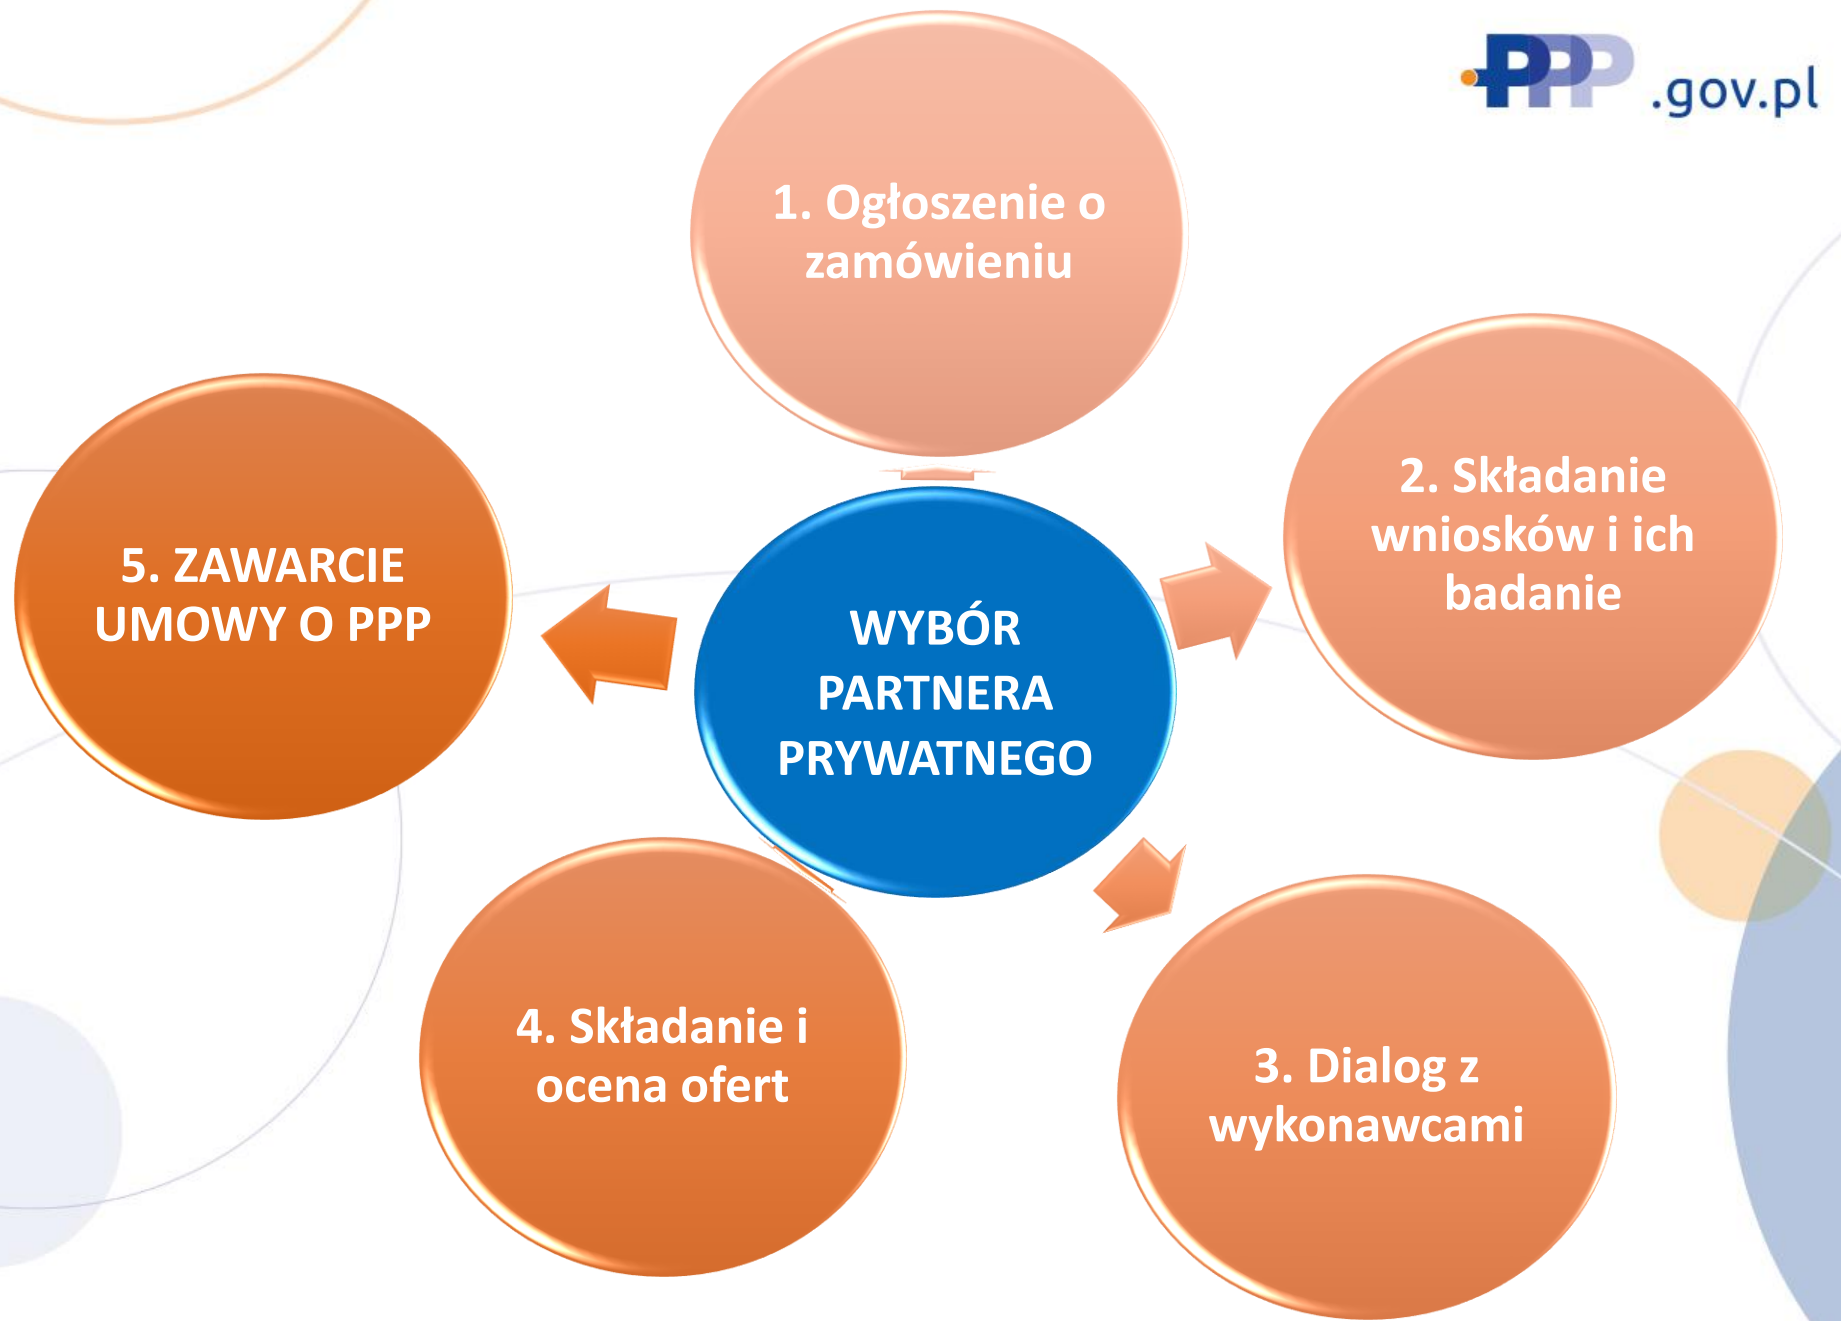 PPP .gov.pl
1. Ogłoszenie o
zamówieniu
2. Składanie
wniosków i ich
badanie
3. Dialog z
wykonawcami
4. Składanie i
ocena ofert
5. ZAWARCIE
UMOWY O PPP
WYBÓR
PARTNERA
PRYWATNEGO